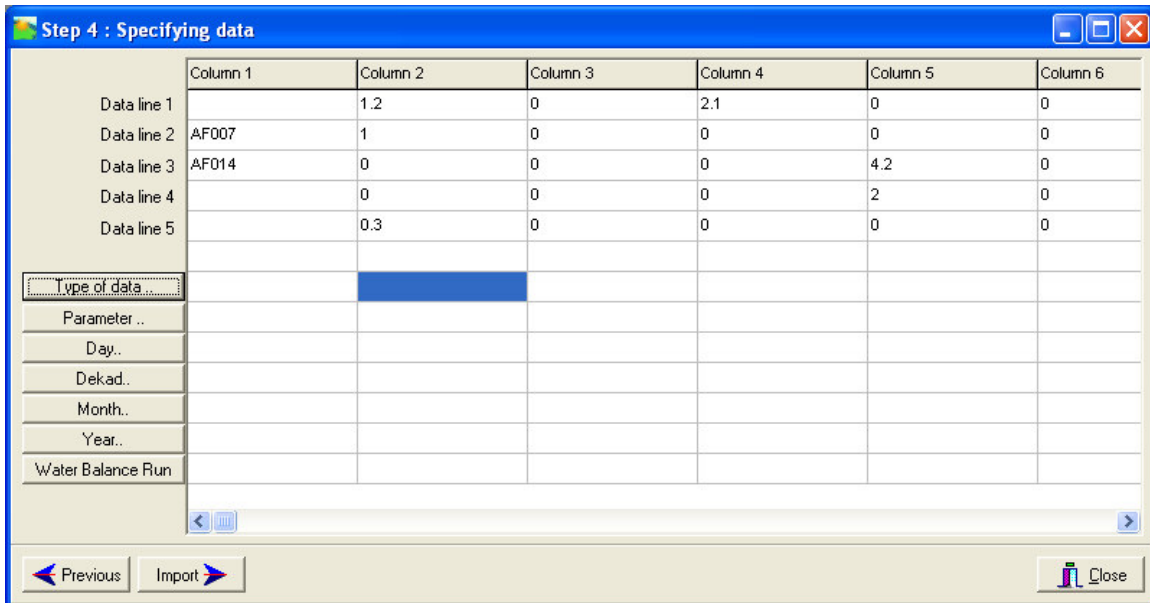 Step 4 : Specifying data
Column 1 Column 2 Column 3 Column 4 Column 5 Column 6
Data line 1 1.2 0 2.1 0 0
Data line 2 AF007 1 0 0 0 0
Data line 3 AF014 0 0 0 4.2 0
Data line 4 0 0 0 2 0
Data line 5 0.3 0 0 0 0
Type of data ..
Parameter ..
Day..
Dekad..
Month..
Year..
Water Balance Run
Previous Import Close